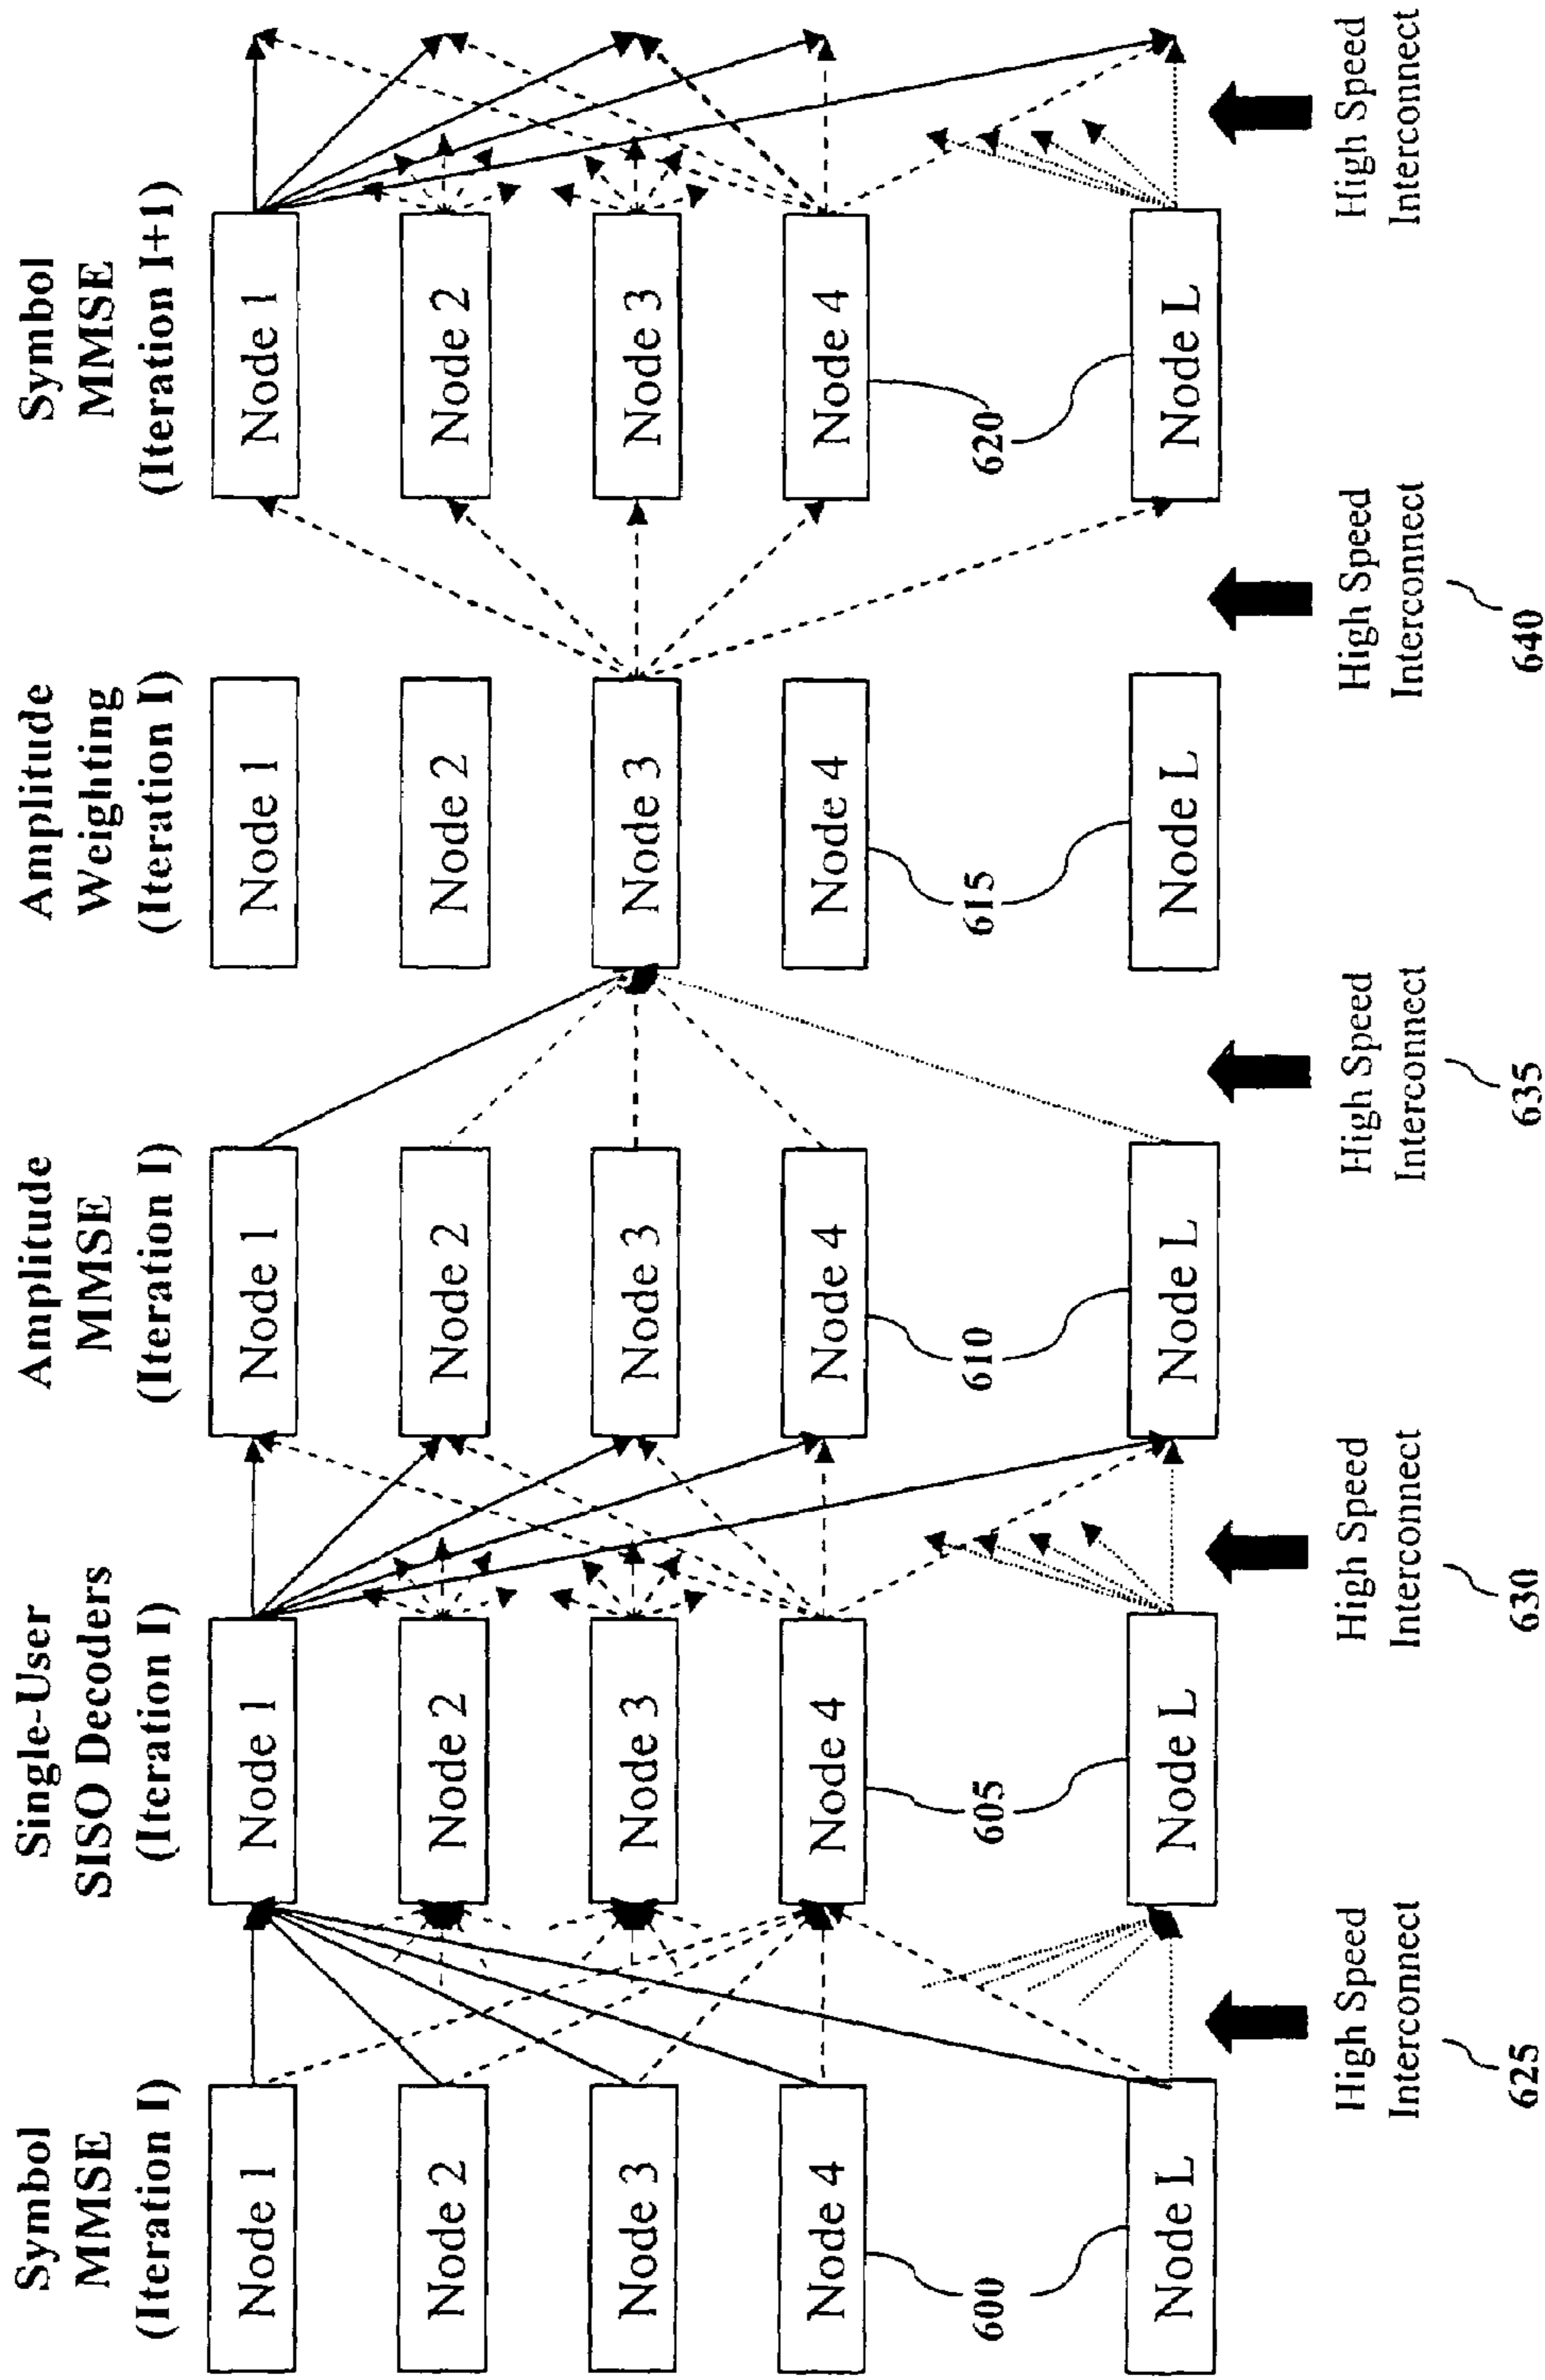 Symbol
MMSE
(Iteration I)
Node 1
Node 2
Node 3
Node 4
600
Node L
High Speed
Interconnect
625
Single-User
SISO Decoders
(Iteration I)
Node 1
Node 2
Node 3
Node 4
605
Node L
High Speed
Interconnect
630
Amplitude
MMSE
(Iteration I)
Node 1
Node 2
Node 3
Node 4
610
Node L
High Speed
Interconnect
635
Amplitude
Weighting
(Iteration I)
Node 1
Node 2
Node 3
Node 4
615
Node L
High Speed
Interconnect
640
Symbol
MMSE
(Iteration I+1)
Node 1
Node 2
Node 3
Node 4
620
Node L
High Speed
Interconnect